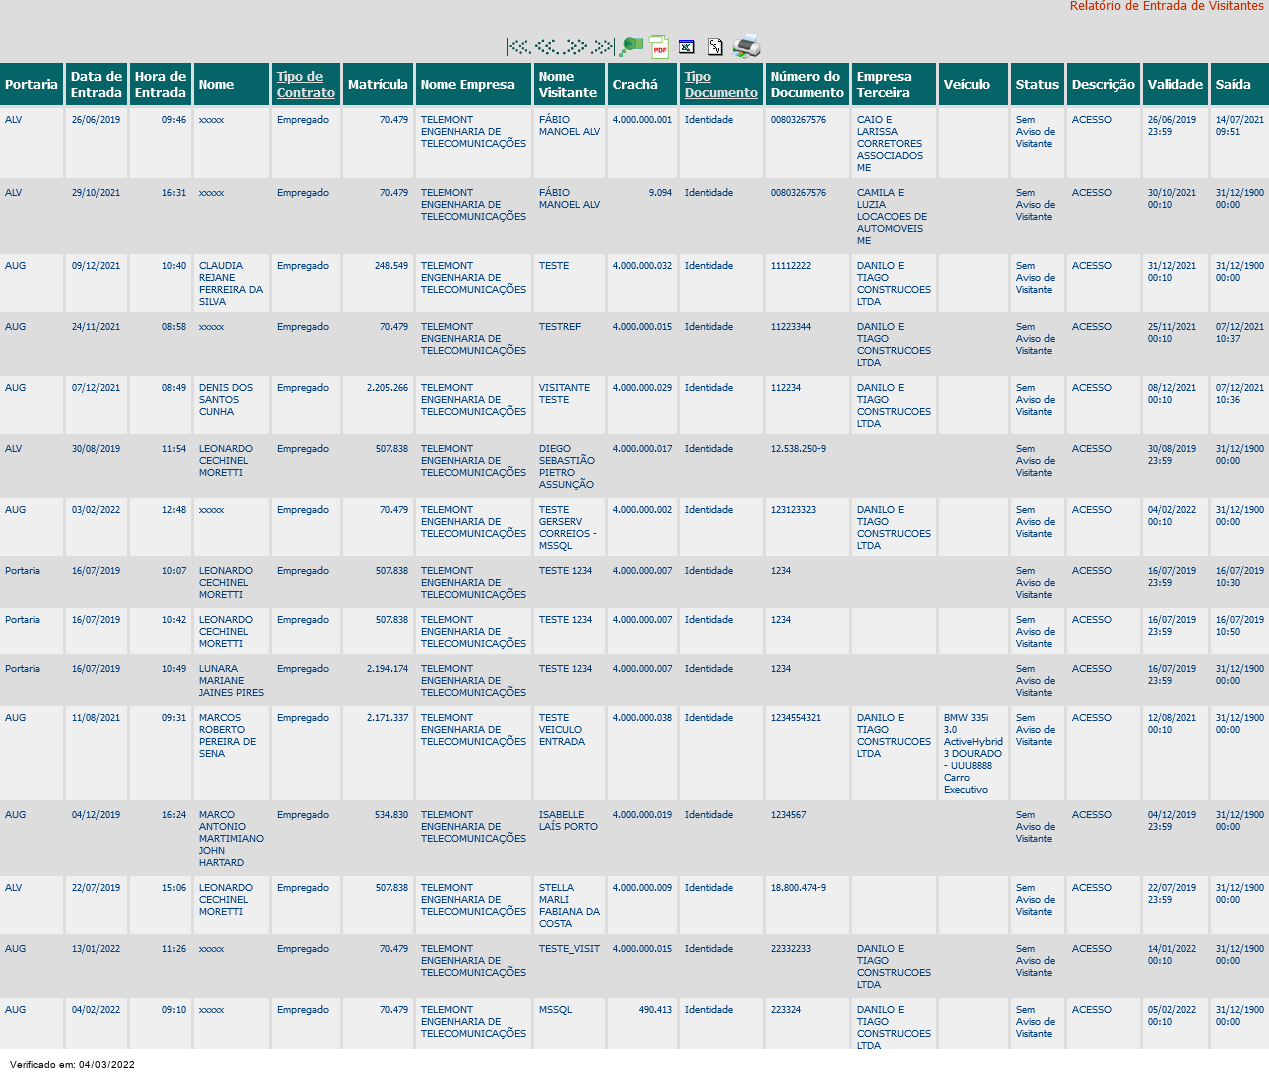 Relatório de Entrada de Visitantes
Portaria Data de Entrada Hora de Entrada Nome Tipo de Contrato Matrícula Nome Empresa Nome Visitante Crachá Tipo Documento Número do Documento Empresa Terceira Veículo Status Descrição Validade Saída
ALV 26/06/2019 09:46 xxxxx Empregado 70.479 TELEMONT ENGENHARIA DE TELECOMUNICAÇÕES FÁBIO MANOEL ALV 4.000.000.001 Identidade 00803267576 CAIO E LARISSA CORRETORES ASSOCIADOS ME Sem Aviso de Visitante ACESSO 26/06/2019 23:59 14/07/2021 09:51
ALV 29/10/2021 16:31 xxxxx Empregado 70.479 TELEMONT ENGENHARIA DE TELECOMUNICAÇÕES FÁBIO MANOEL ALV 9.094 Identidade 00803267576 CAMILA E LUZIA LOCACOES DE AUTOMOVEIS ME Sem Aviso de Visitante ACESSO 30/10/2021 00:10 31/12/1900 00:00
AUG 09/12/2021 10:40 CLAUDIA REJANE FERREIRA DA SILVA Empregado 248.549 TELEMONT ENGENHARIA DE TELECOMUNICAÇÕES TESTE 4.000.000.032 Identidade 11112222 DANILO E TIAGO CONSTRUCOES LTDA Sem Aviso de Visitante ACESSO 31/12/2021 00:10 31/12/1900 00:00
AUG 24/11/2021 08:58 xxxxx Empregado 70.479 TELEMONT ENGENHARIA DE TELECOMUNICAÇÕES TESTREF 4.000.000.015 Identidade 11223344 DANILO E TIAGO CONSTRUCOES LTDA Sem Aviso de Visitante ACESSO 25/11/2021 00:10 07/12/2021 10:37
AUG 07/12/2021 08:49 DENIS DOS SANTOS CUNHA Empregado 2.205.266 TELEMONT ENGENHARIA DE TELECOMUNICAÇÕES VISITANTE TESTE 4.000.000.029 Identidade 112234 DANILO E TIAGO CONSTRUCOES LTDA Sem Aviso de Visitante ACESSO 08/12/2021 00:10 07/12/2021 10:36
ALV 30/08/2019 11:54 LEONARDO CECHINEL MORETTI Empregado 507.838 TELEMONT ENGENHARIA DE TELECOMUNICAÇÕES DIEGO SEBASTIÃO PIETRO ASSUNÇÃO 4.000.000.017 Identidade 12.538.250-9 Sem Aviso de Visitante ACESSO 30/08/2019 23:59 31/12/1900 00:00
AUG 03/02/2022 12:48 xxxxx Empregado 70.479 TELEMONT ENGENHARIA DE TELECOMUNICAÇÕES TESTE GERSERV CORREIOS - MSSQL 4.000.000.002 Identidade 123123323 DANILO E TIAGO CONSTRUCOES LTDA Sem Aviso de Visitante ACESSO 04/02/2022 00:10 31/12/1900 00:00
Portaria 16/07/2019 10:07 LEONARDO CECHINEL MORETTI Empregado 507.838 TELEMONT ENGENHARIA DE TELECOMUNICAÇÕES TESTE 1234 4.000.000.007 Identidade 1234 Sem Aviso de Visitante ACESSO 16/07/2019 23:59 16/07/2019 10:30
Portaria 16/07/2019 10:42 LEONARDO CECHINEL MORETTI Empregado 507.838 TELEMONT ENGENHARIA DE TELECOMUNICAÇÕES TESTE 1234 4.000.000.007 Identidade 1234 Sem Aviso de Visitante ACESSO 16/07/2019 23:59 16/07/2019 10:50
Portaria 16/07/2019 10:49 LUNARA MARIANE JAINES PIRES Empregado 2.194.174 TELEMONT ENGENHARIA DE TELECOMUNICAÇÕES TESTE 1234 4.000.000.007 Identidade 1234 Sem Aviso de Visitante ACESSO 16/07/2019 23:59 31/12/1900 00:00
AUG 11/08/2021 09:31 MARCOS ROBERTO PEREIRA DE SENA Empregado 2.171.337 TELEMONT ENGENHARIA DE TELECOMUNICAÇÕES TESTE VEICULO ENTRADA 4.000.000.038 Identidade 1234554321 DANILO E TIAGO CONSTRUCOES LTDA BMW 335i 3.0 ActiveHybrid 3 DOURADO - UUU8888 Carro Executivo Sem Aviso de Visitante ACESSO 12/08/2021 00:10 31/12/1900 00:00
AUG 04/12/2019 16:24 MARCO ANTONIO MARTIMIANO JOHN HARTARD Empregado 534.830 TELEMONT ENGENHARIA DE TELECOMUNICAÇÕES ISABELLE LAÍS PORTO 4.000.000.019 Identidade 1234567 Sem Aviso de Visitante ACESSO 04/12/2019 23:59 31/12/1900 00:00
ALV 22/07/2019 15:06 LEONARDO CECHINEL MORETTI Empregado 507.838 TELEMONT ENGENHARIA DE TELECOMUNICAÇÕES STELLA MARLI FABIANA DA COSTA 4.000.000.009 Identidade 18.800.474-9 Sem Aviso de Visitante ACESSO 22/07/2019 23:59 31/12/1900 00:00
AUG 13/01/2022 11:26 xxxxx Empregado 70.479 TELEMONT ENGENHARIA DE TELECOMUNICAÇÕES TESTE_VISIT 4.000.000.015 Identidade 22332233 DANILO E TIAGO CONSTRUCOES LTDA Sem Aviso de Visitante ACESSO 14/01/2022 00:10 31/12/1900 00:00
AUG 04/02/2022 09:10 xxxxx Empregado 70.479 TELEMONT ENGENHARIA DE TELECOMUNICAÇÕES MSSQL 490.413 Identidade 223324 DANILO E TIAGO CONSTRUCOES LTDA Sem Aviso de Visitante ACESSO 05/02/2022 00:10 31/12/1900 00:00
Verificado em: 04/03/2022